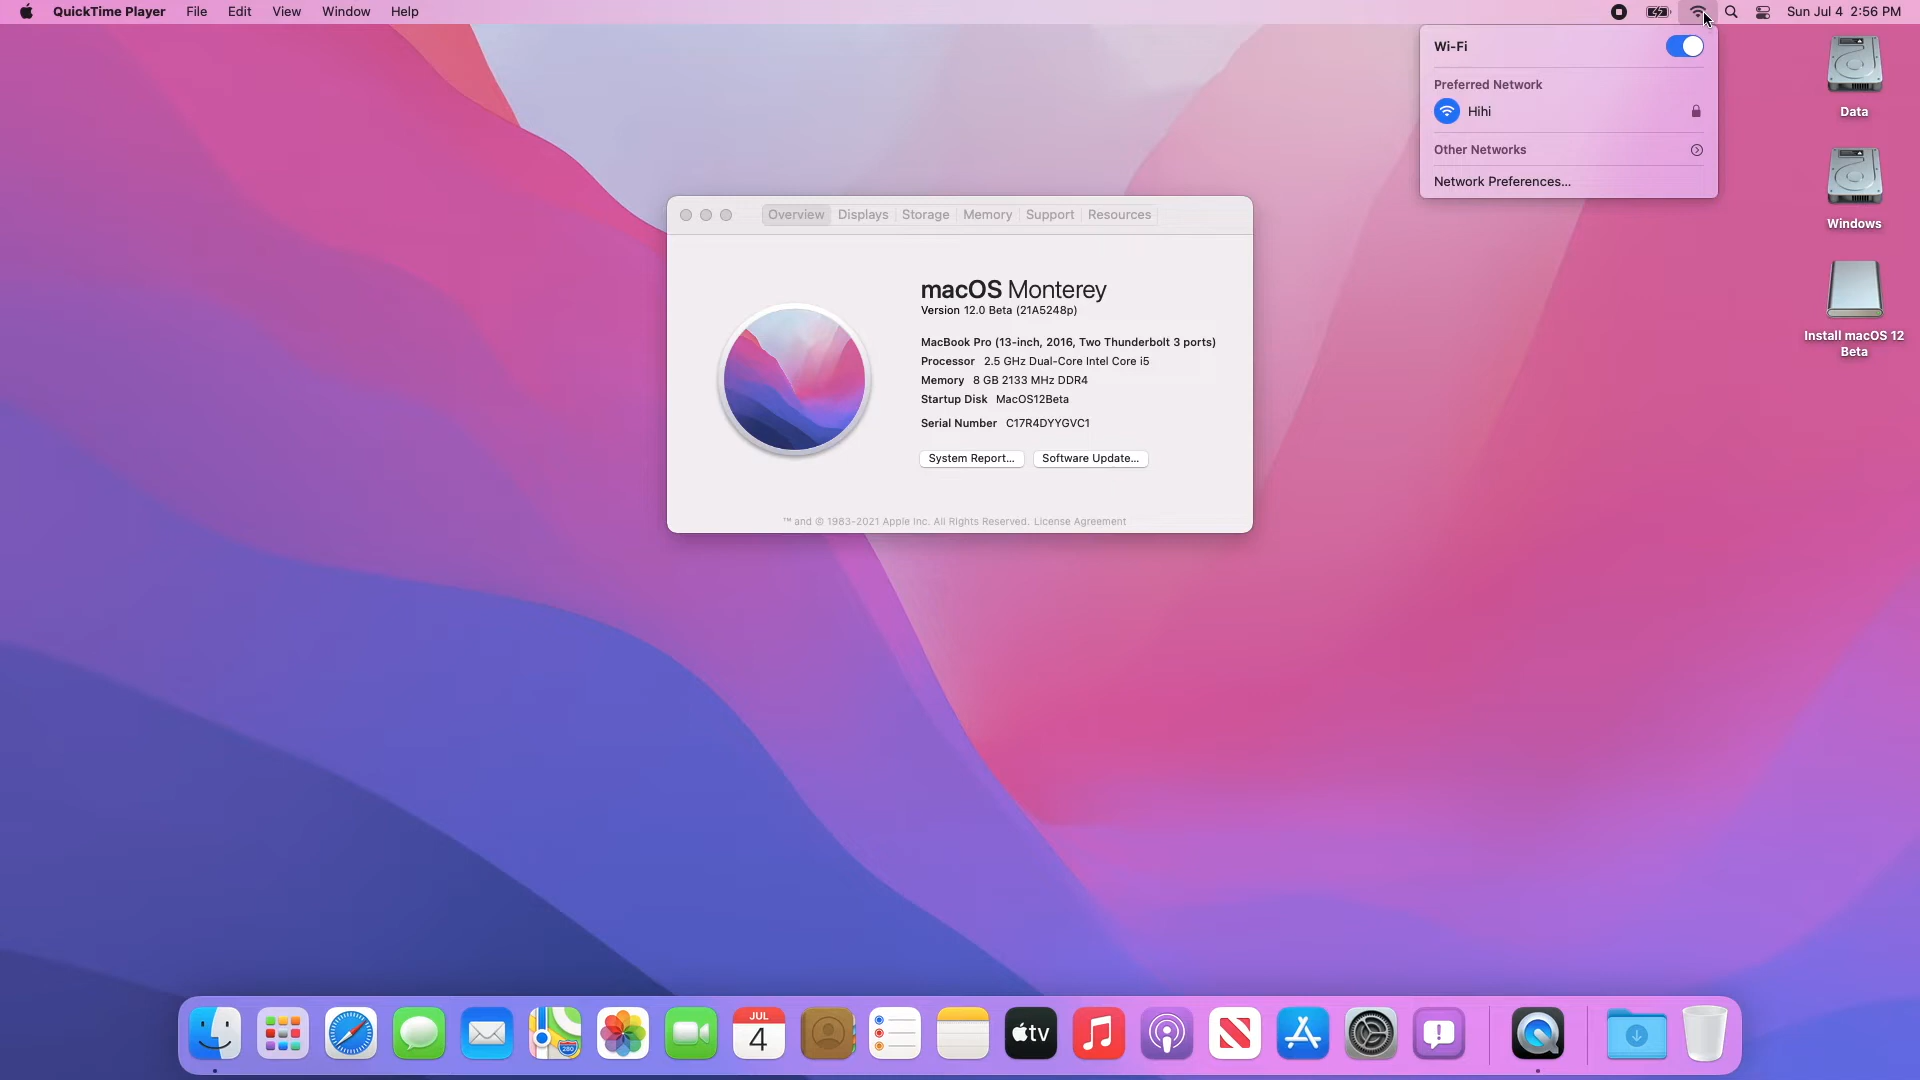 QuickTime Player File Edit View Window Help
Sun Jul 4 2:56 PM
Wi-Fi
Preferred Network
Hihi
Other Networks
Network Preferences...
Data
Windows
Install macOS 12
Beta
Overview Displays Storage Memory Support Resources
macOS Monterey
Version 12.0 Beta (21A5248p)
MacBook Pro (13-inch, 2016, Two Thunderbolt 3 ports)
Processor 2.5 GHz Dual-Core Intel Core i5
Memory 8 GB 2133 MHz DDR4
Startup Disk MacOS12Beta
Serial Number C17R4DYYGVC1
System Report... Software Update...
™ and © 1983-2021 Apple Inc. All Rights Reserved. License Agreement
280
JUL
4
tv